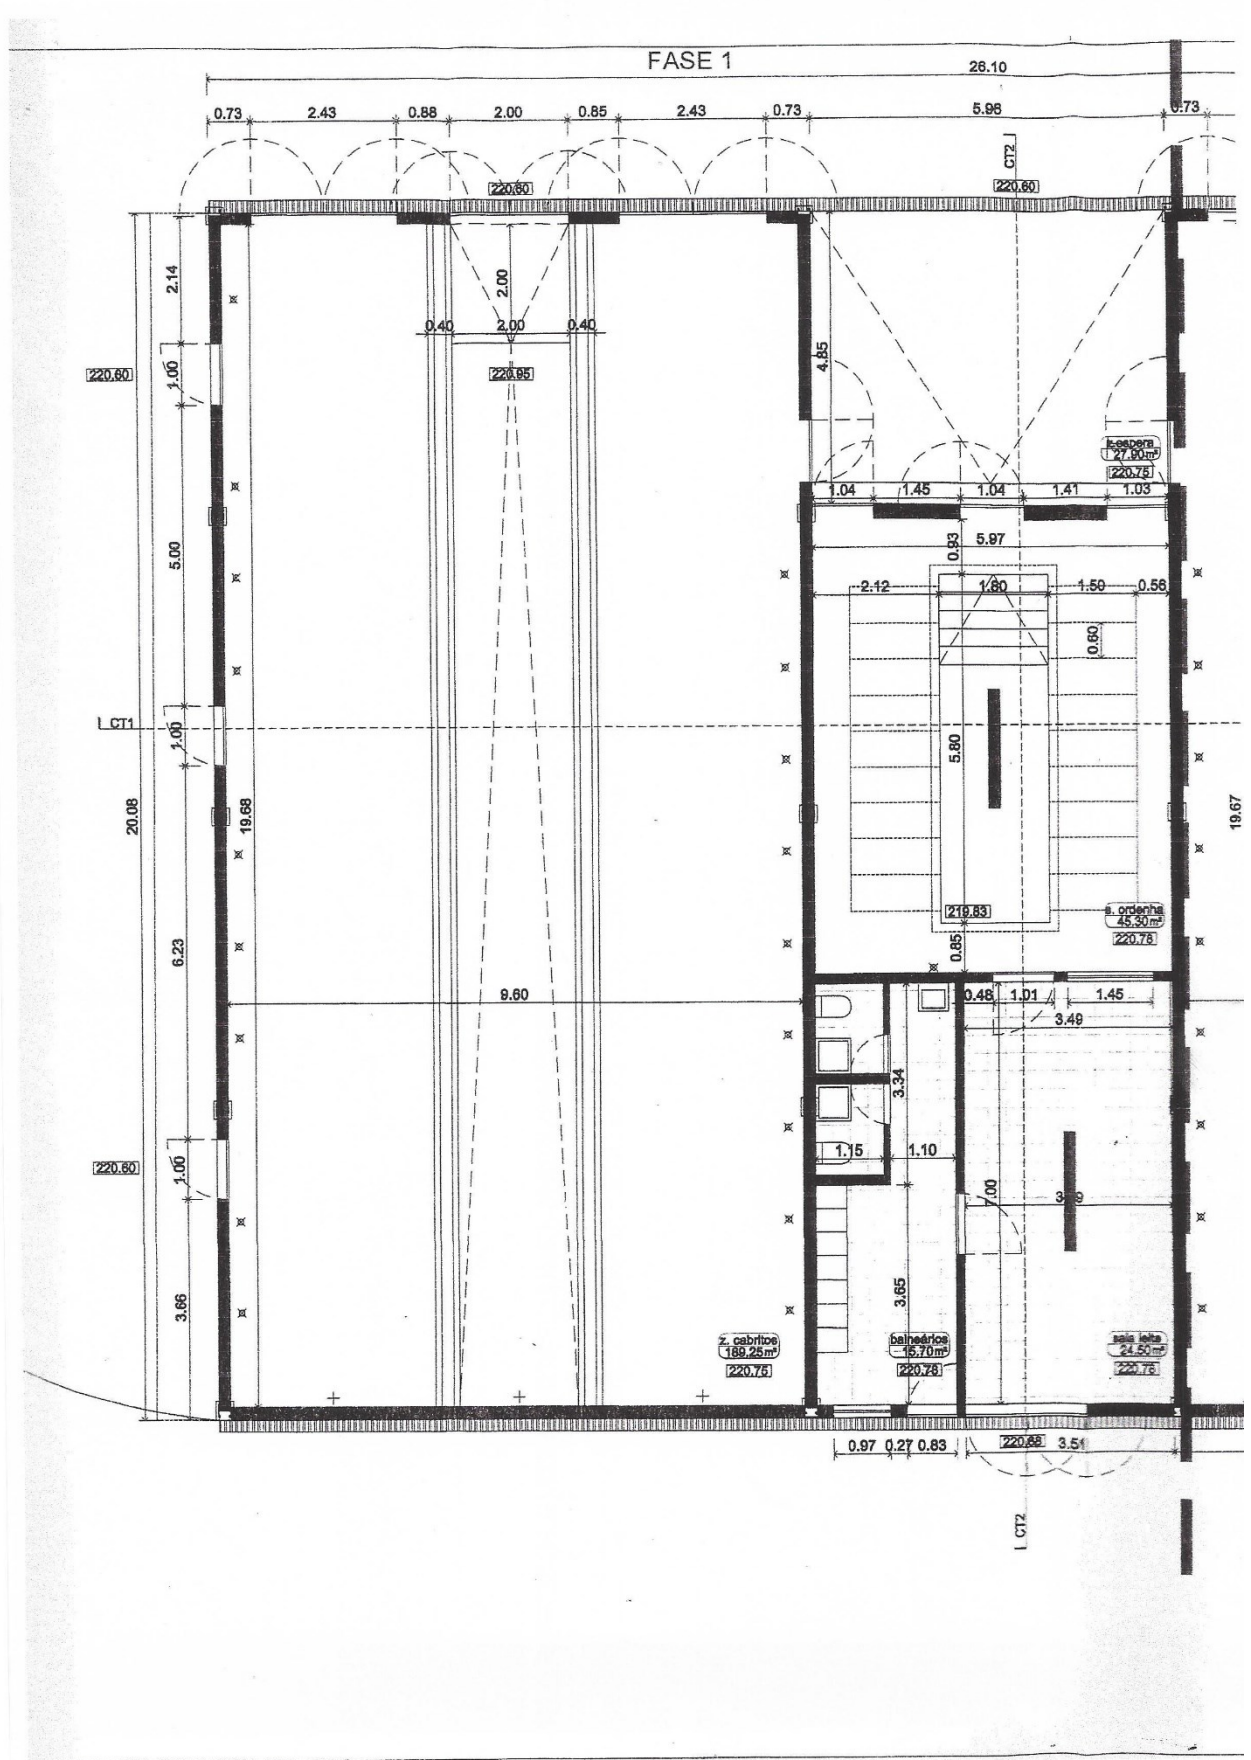 FASE 1
26.10
0.73 2.43 0.88 2.00 0.85 2.43 0.73 5.98 0.73
CT2
220.60 220.60
2.14
2.00
0.40 2.00 0.40
4.85
220.60
1.00
220.95
z.espera
27.90m²
220.75
1.04 1.45 1.04 1.41 1.03
5.00
0.93
5.97
2.12 1.80 1.50 0.56
0.60
CT1
1.00
5.80
20.08
19.68
19.67
219.83
s. ordenha
45.30m²
220.78
6.23
0.85
9.60
0.48 1.01 1.45
3.49
3.34
220.60
1.00
1.15 1.10
7.00
3.65
3.66
z. cabritos
189.25m²
220.75
balneários
15.70m²
220.78
sala leite
24.50m²
220.78
0.97 0.27 0.83
220.68
3.51
CT2